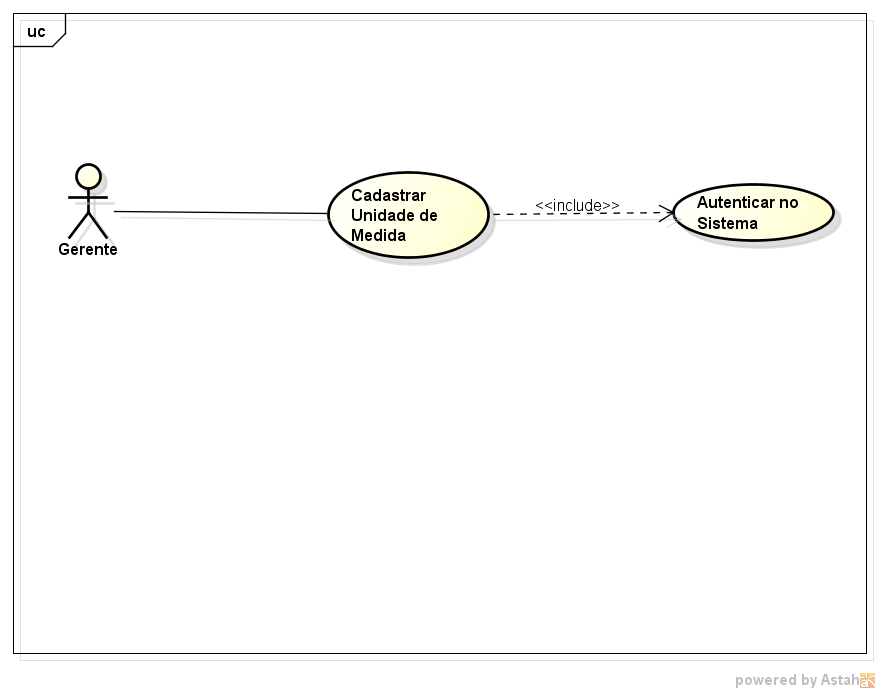 uc
Gerente
Cadastrar
Unidade de
Medida
<<include>>
Autenticar no
Sistema
powered by Astah